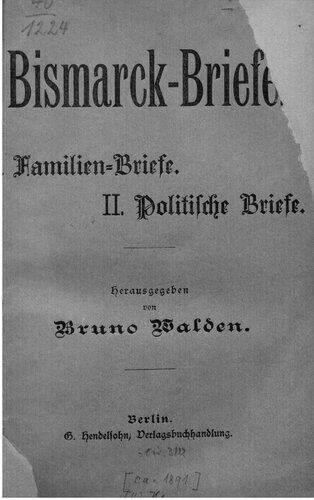 1224
Bismarck-Briefe.
Familien-Briefe.
II. Politische Briefe.
Herausgegeben
von
Bruno Walden.
Berlin.
G. Hendelsohn, Verlagsbuchhandlung.
[ca. 1891]